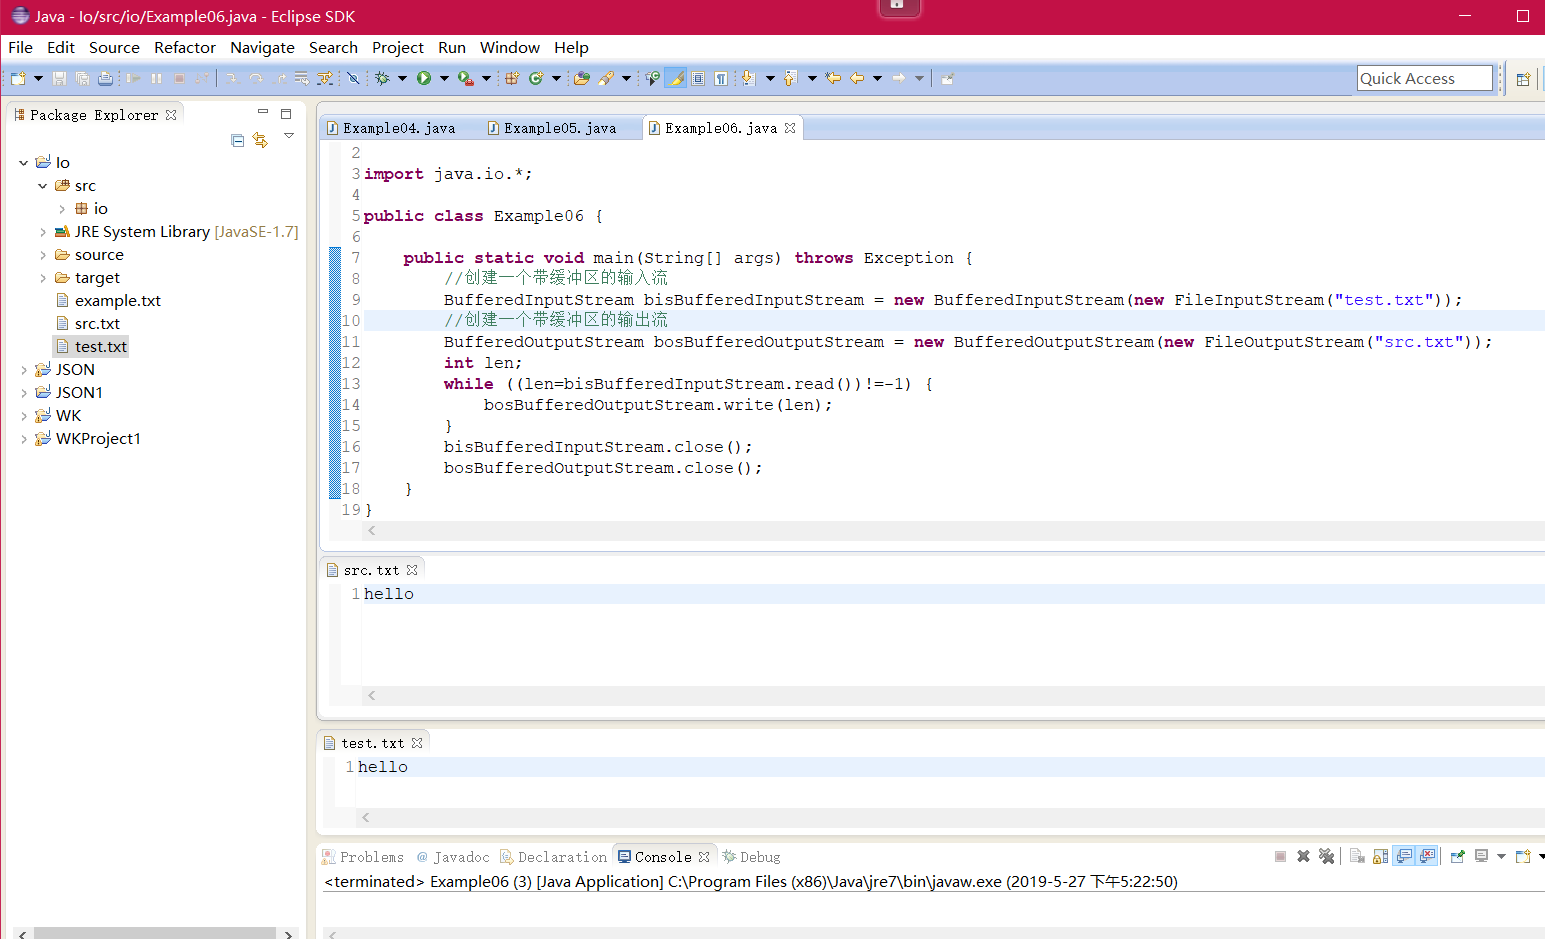 Java - Io/src/io/Example06.java - Eclipse SDK
File Edit Source Refactor Navigate Search Project Run Window Help
Quick Access
Package Explorer
Io
src
io
JRE System Library [JavaSE-1.7]
source
target
example.txt
src.txt
test.txt
JSON
JSON1
WK
WKProject1
Example04.java Example05.java Example06.java
2
3 import java.io.*;
4
5 public class Example06 {
6
7 public static void main(String[] args) throws Exception {
8 //创建一个带缓冲区的输入流
9 BufferedInputStream bisBufferedInputStream = new BufferedInputStream(new FileInputStream("test.txt"));
10 //创建一个带缓冲区的输出流
11 BufferedOutputStream bosBufferedOutputStream = new BufferedOutputStream(new FileOutputStream("src.txt"));
12 int len;
13 while ((len=bisBufferedInputStream.read())!=-1) {
14 bosBufferedOutputStream.write(len);
15 }
16 bisBufferedInputStream.close();
17 bosBufferedOutputStream.close();
18 }
19 }
src.txt
1 hello
test.txt
1 hello
Problems @ Javadoc Declaration Console Debug
<terminated> Example06 (3) [Java Application] C:\Program Files (x86)\Java\jre7\bin\javaw.exe (2019-5-27 下午5:22:50)